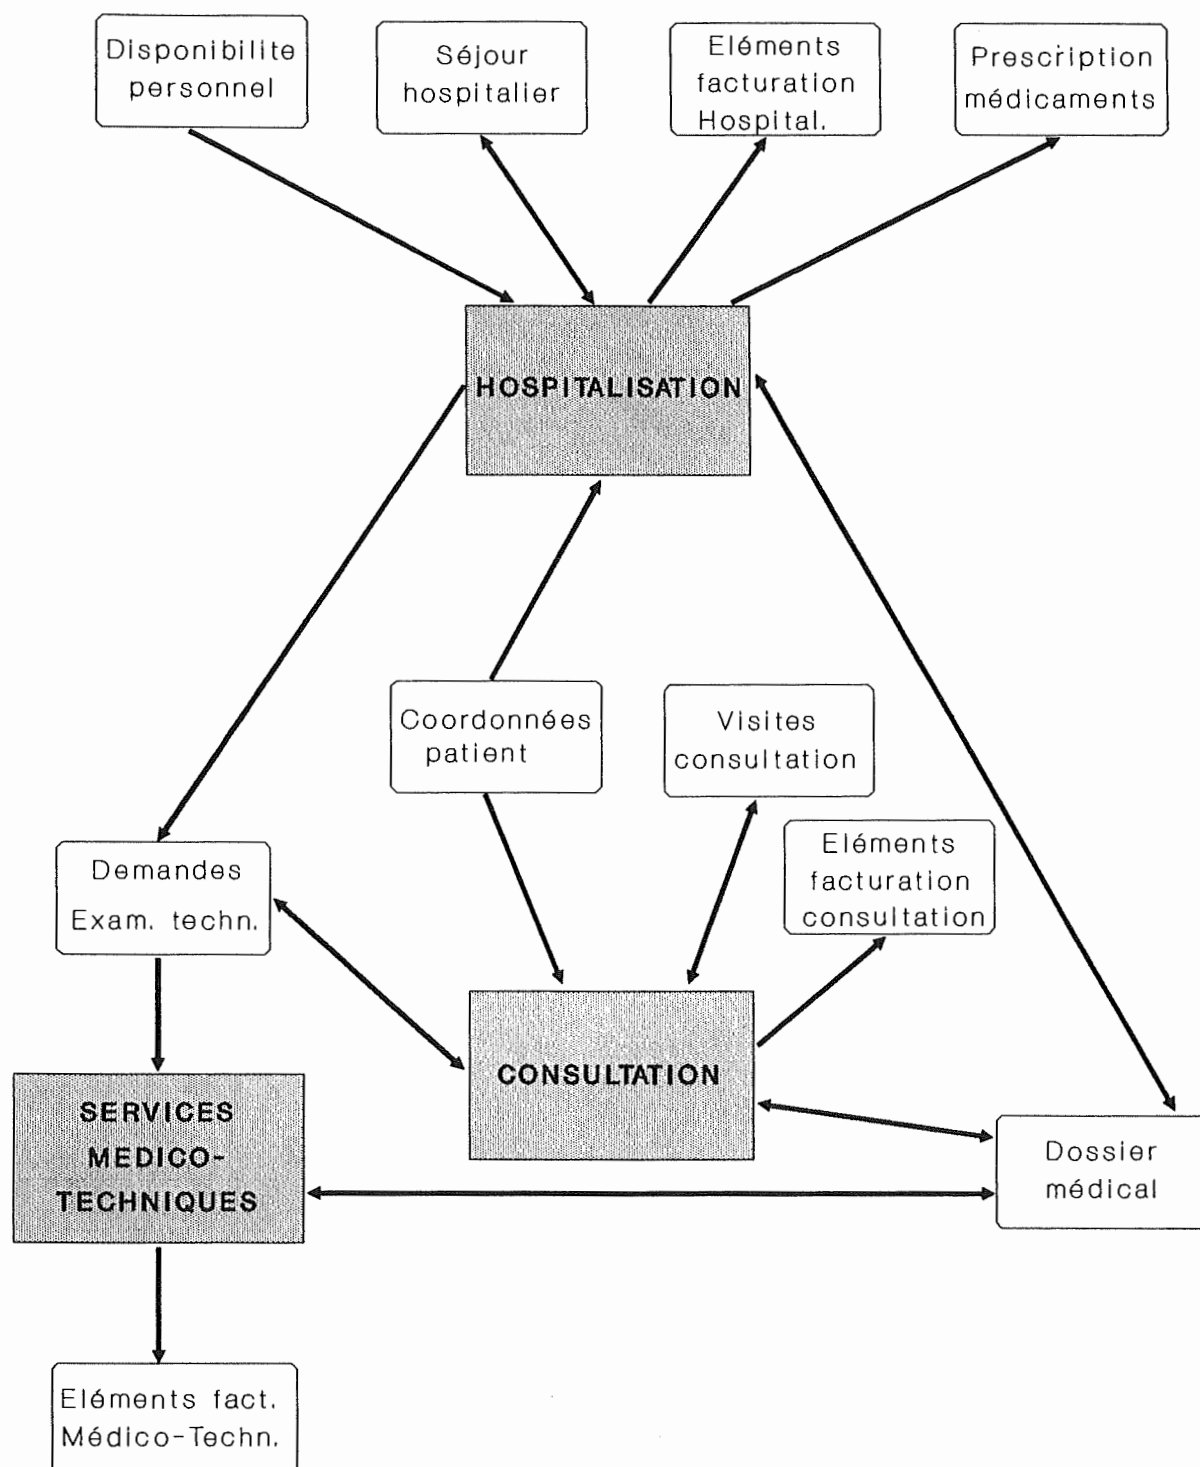 Disponibilite
personnel
Séjour
hospitalier
Eléments
facturation
Hospital.
Prescription
médicaments
HOSPITALISATION
Coordonnées
patient
Visites
consultation
Eléments
facturation
consultation
Demandes
Exam. techn.
CONSULTATION
SERVICES
MEDICO-
TECHNIQUES
Dossier
médical
Eléments fact.
Médico-Techn.